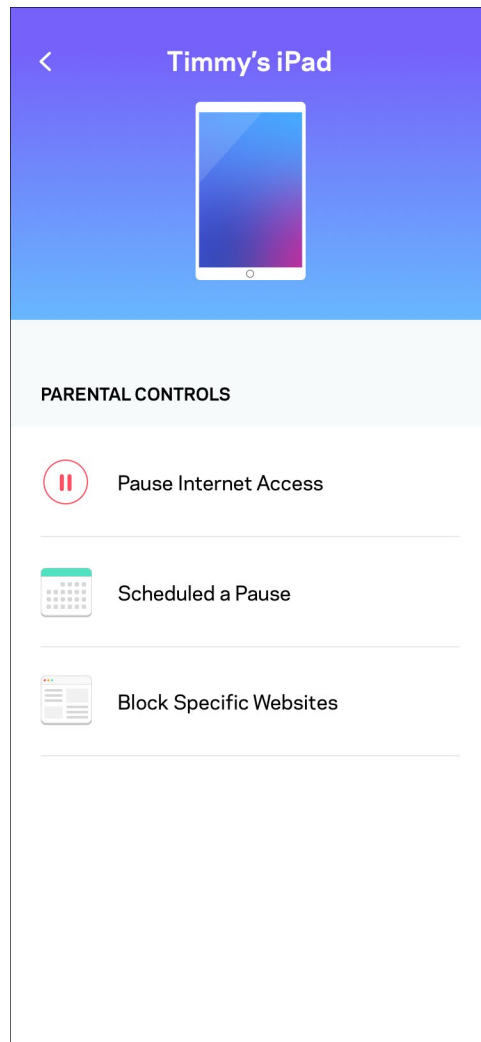 Timmy’s iPad
PARENTAL CONTROLS
Pause Internet Access
Scheduled a Pause
Block Specific Websites